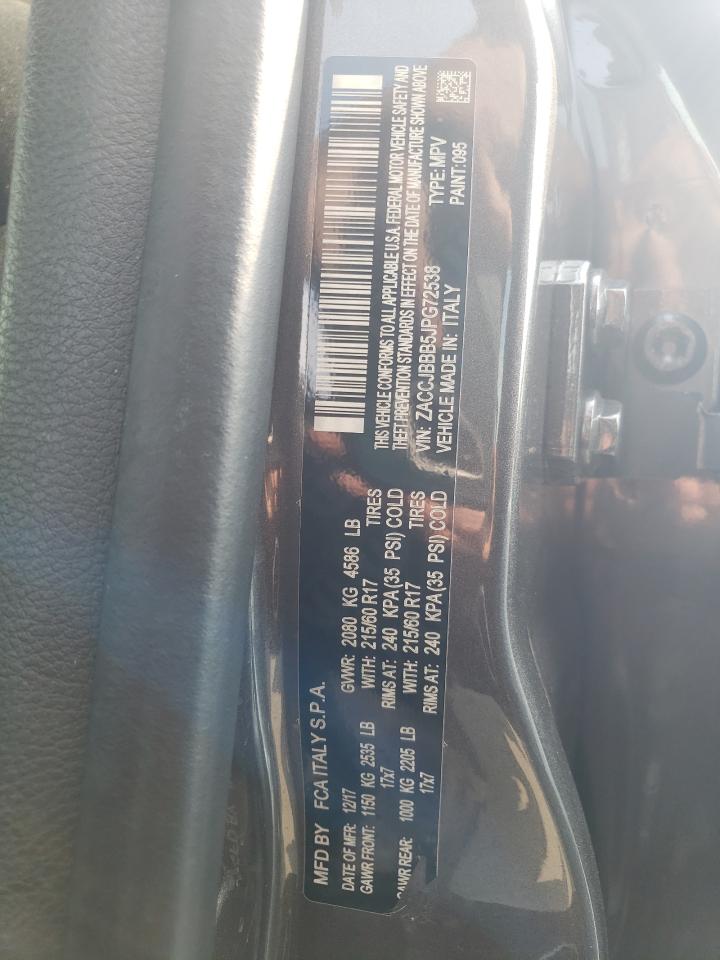 MFD BY FCA ITALY S.P.A.
DATE OF MFR: 12/17 GVWR: 2080 KG 4586 LB
GAWR FRONT: 1150 KG 2535 LB WITH: 215/60 R17 TIRES
17x7 RIMS AT: 240 KPA(35 PSI) COLD
GAWR REAR: 1000 KG 2205 LB WITH: 215/60 R17 TIRES
17x7 RIMS AT: 240 KPA(35 PSI) COLD
THIS VEHICLE CONFORMS TO ALL APPLICABLE U.S.A. FEDERAL MOTOR VEHICLE SAFETY AND
THEFT PREVENTION STANDARDS IN EFFECT ON THE DATE OF MANUFACTURE SHOWN ABOVE
VIN: ZACCJBBB5JPG72538 TYPE: MPV
VEHICLE MADE IN: ITALY PAINT: 095